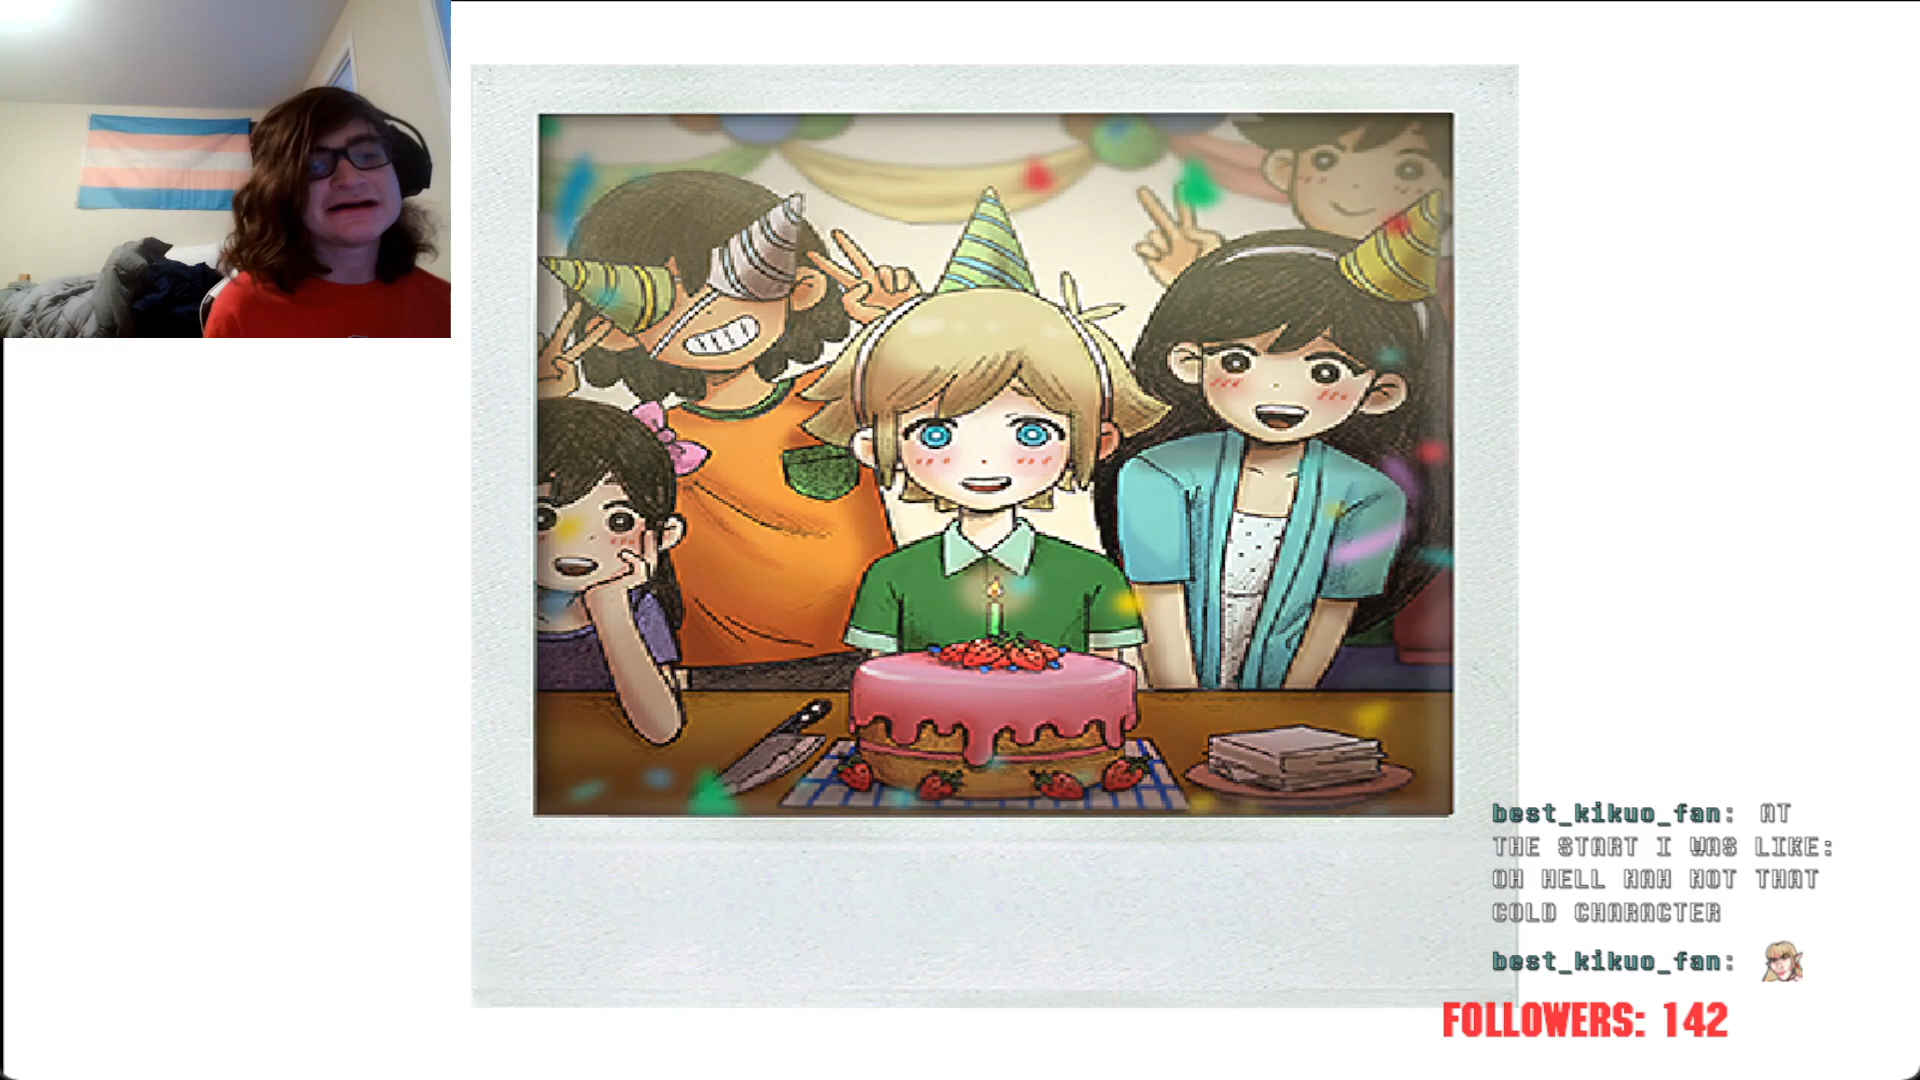 best_kikuo_fan: AT
THE START I WAS LIKE:
OH HELL NAH NOT THAT
COLD CHARACTER
best_kikuo_fan:
FOLLOWERS: 142